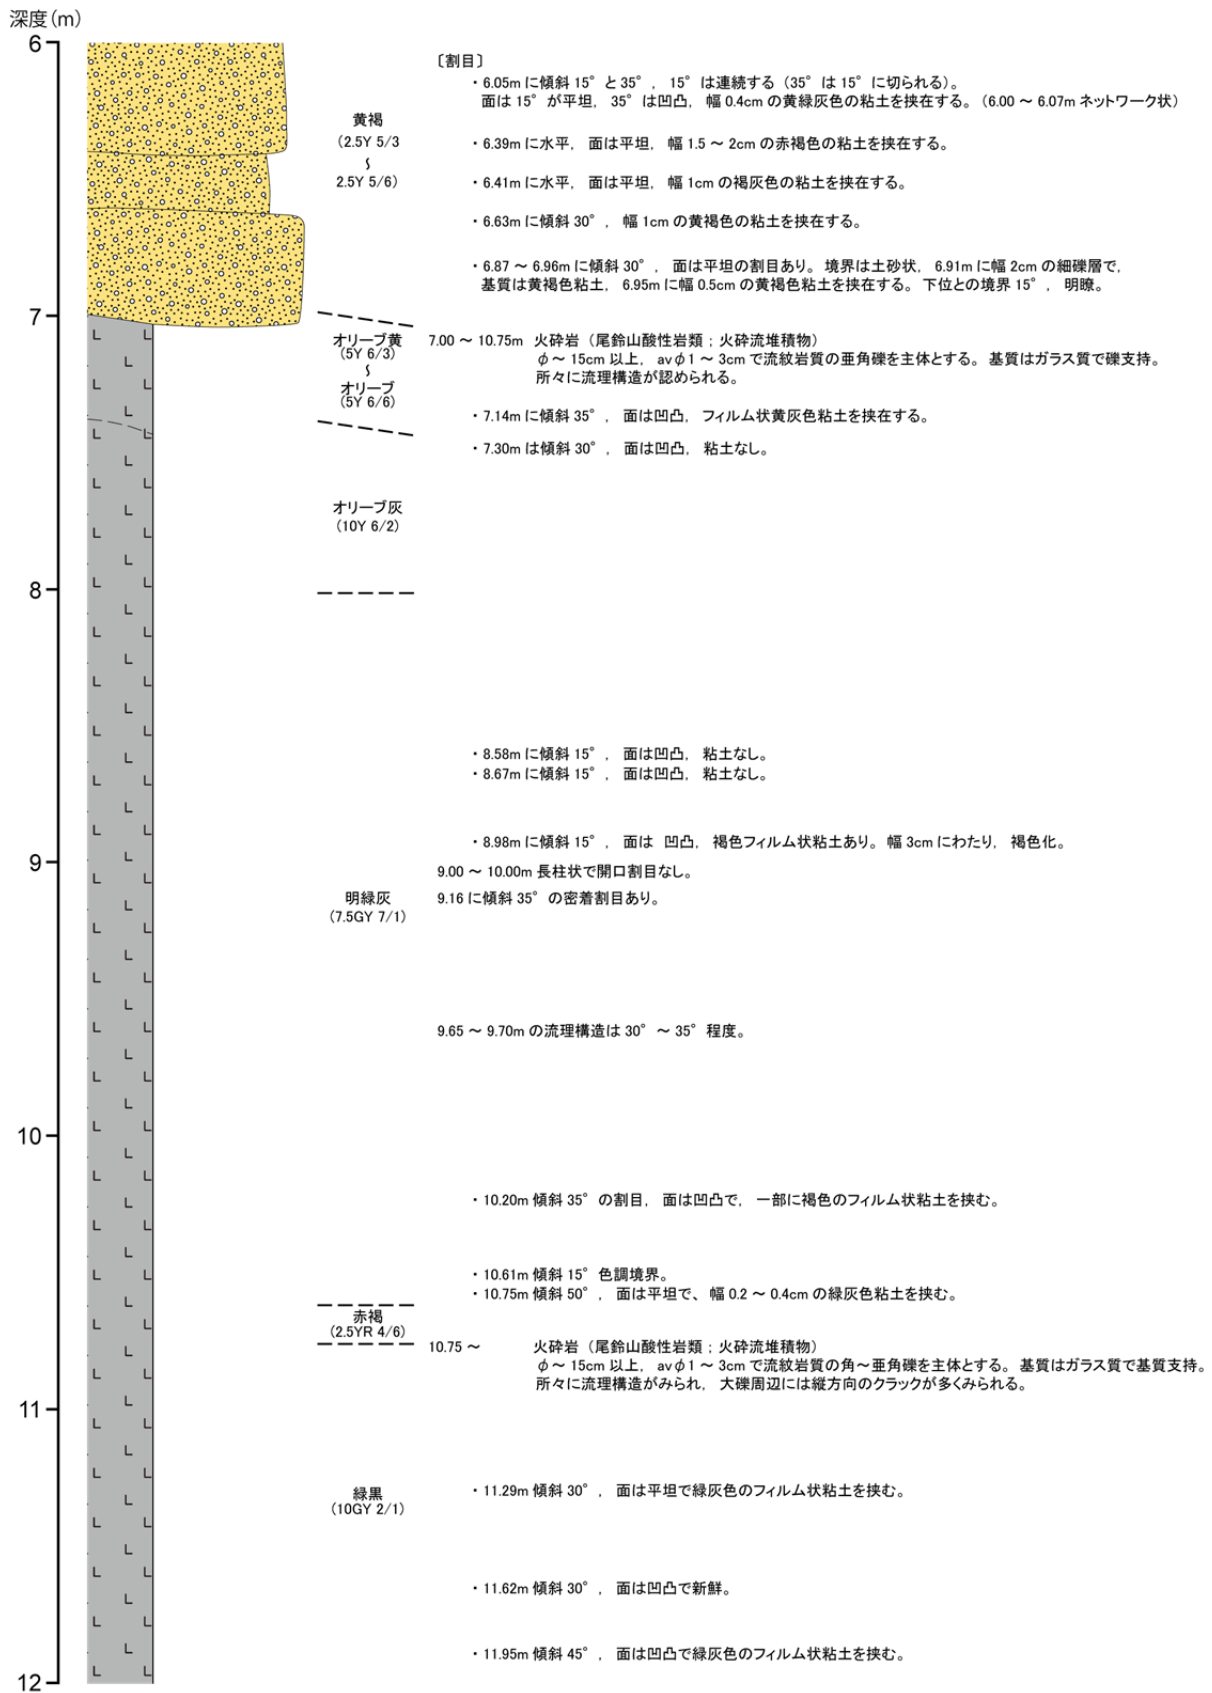 深度（m）
6
〔割目〕
・6.05m に傾斜 15° と 35° ， 15° は連続する（35° は 15° に切られる）。
面は 15° が平坦， 35° は凹凸，幅 0.4cm の黄緑灰色の粘土を挟在する。（6.00 ～ 6.07m ネットワーク状）
黄褐
(2.5Y 5/3
～
2.5Y 5/6)
・6.39m に水平， 面は平坦， 幅 1.5 ～ 2cm の赤褐色の粘土を挟在する。
・6.41m に水平， 面は平坦， 幅 1cm の褐灰色の粘土を挟在する。
・6.63m に傾斜 30° ， 幅 1cm の黄褐色の粘土を挟在する。
・6.87 ～ 6.96m に傾斜 30° ， 面は平坦の割目あり。 境界は土砂状， 6.91m に幅 2cm の細礫層で，
基質は黄褐色粘土， 6.95m に幅 0.5cm の黄褐色粘土を挟在する。 下位との境界 15° ， 明瞭。
7
オリーブ黄
(5Y 6/3)
～
オリーブ
(5Y 6/6)
7.00 ～ 10.75m 火砕岩（尾鈴山酸性岩類；火砕流堆積物）
φ～ 15cm 以上， avφ1 ～ 3cm で流紋岩質の亜角礫を主体とする。 基質はガラス質で礫支持。
所々に流理構造が認められる。
・7.14m に傾斜 35° ， 面は凹凸， フィルム状黄灰色粘土を挟在する。
・7.30m は傾斜 30° ， 面は凹凸， 粘土なし。
オリーブ灰
(10Y 6/2)
8
・8.58m に傾斜 15° ， 面は凹凸， 粘土なし。
・8.67m に傾斜 15° ， 面は凹凸， 粘土なし。
・8.98m に傾斜 15° ， 面は 凹凸， 褐色フィルム状粘土あり。 幅 3cm にわたり， 褐色化。
9
9.00 ～ 10.00m 長柱状で開口割目なし。
明緑灰
(7.5GY 7/1)
9.16 に傾斜 35° の密着割目あり。
9.65 ～ 9.70m の流理構造は 30° ～ 35° 程度。
10
・10.20m 傾斜 35° の割目， 面は凹凸で， 一部に褐色のフィルム状粘土を挟む。
・10.61m 傾斜 15° 色調境界。
・10.75m 傾斜 50° ， 面は平坦で、 幅 0.2 ～ 0.4cm の緑灰色粘土を挟む。
赤褐
(2.5YR 4/6)
10.75 ～ 火砕岩（尾鈴山酸性岩類；火砕流堆積物）
φ～ 15cm 以上， avφ1 ～ 3cm で流紋岩質の角～亜角礫を主体とする。 基質はガラス質で基質支持。
所々に流理構造がみられ， 大礫周辺には縦方向のクラックが多くみられる。
11
緑黒
(10GY 2/1)
・11.29m 傾斜 30° ， 面は平坦で緑灰色のフィルム状粘土を挟む。
・11.62m 傾斜 30° ， 面は凹凸で新鮮。
・11.95m 傾斜 45° ， 面は凹凸で緑灰色のフィルム状粘土を挟む。
12